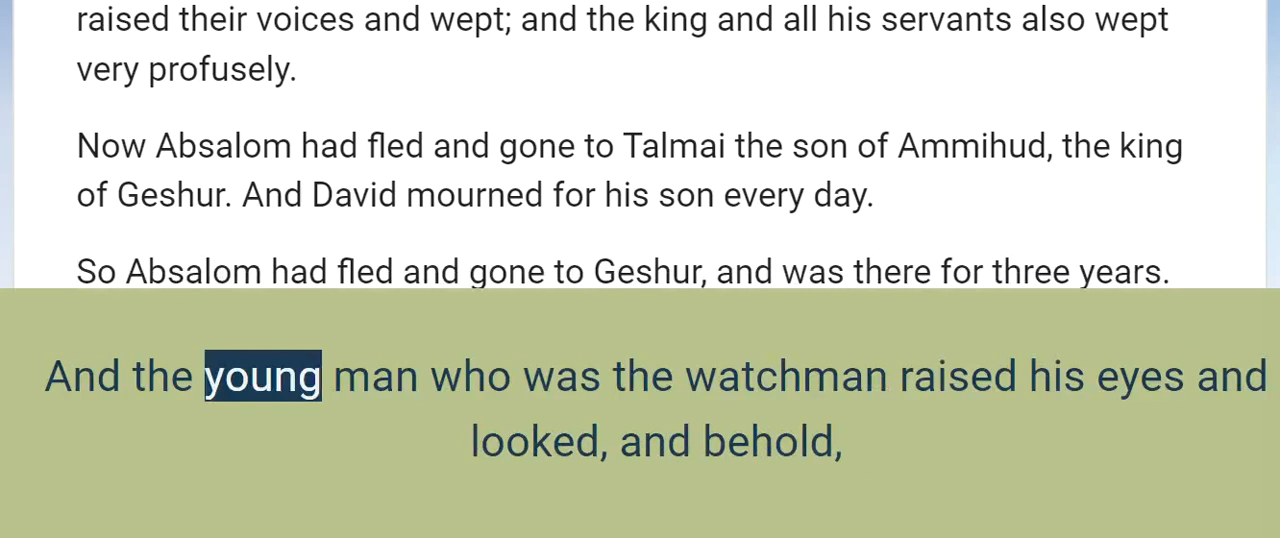 raised their voices and wept; and the king and all his servants also wept
very profusely.
Now Absalom had fled and gone to Talmai the son of Ammihud, the king
of Geshur. And David mourned for his son every day.
So Absalom had fled and gone to Geshur, and was there for three years.
And the young man who was the watchman raised his eyes and
looked, and behold,